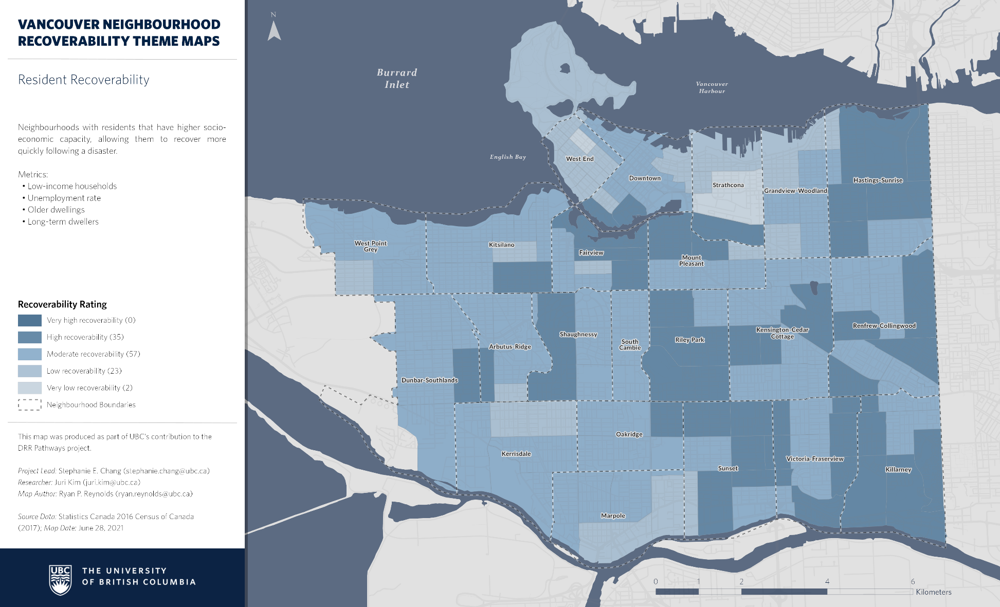 VANCOUVER NEIGHBOURHOOD
RECOVERABILITY THEME MAPS
Resident Recoverability
Neighbourhoods with residents that have higher socio-
economic capacity, allowing them to recover more
quickly following a disaster.
Metrics:
• Low-income households
• Unemployment rate
• Older dwellings
• Long-term dwellers
Recoverability Rating
Very high recoverability (0)
High recoverability (35)
Moderate recoverability (57)
Low recoverability (23)
Very low recoverability (2)
Neighbourhood Boundaries
This map was produced as part of UBC's contribution to the
DRR Pathways project.
Project Lead: Stephanie E. Chang (stephanie.chang@ubc.ca)
Researcher: Juri Kim (juri.kim@ubc.ca)
Map Author: Ryan P. Reynolds (ryan.reynolds@ubc.ca)
Source Data: Statistics Canada 2016 Census of Canada
(2017); Map Date: June 28, 2021
UBC
THE UNIVERSITY
OF BRITISH COLUMBIA
N
Burrard
Inlet
Vancouver
Harbour
English Bay
West End
Downtown
Strathcona
Grandview-Woodland
Hastings-Sunrise
West Point
Grey
Kitsilano
Fairview
Mount
Pleasant
Arbutus-Ridge
Shaughnessy
South
Cambie
Riley Park
Kensington-Cedar
Cottage
Renfrew-Collingwood
Dunbar-Southlands
Kerrisdale
Oakridge
Sunset
Victoria-Fraserview
Killarney
Marpole
0 1 2 4 6
Kilometers